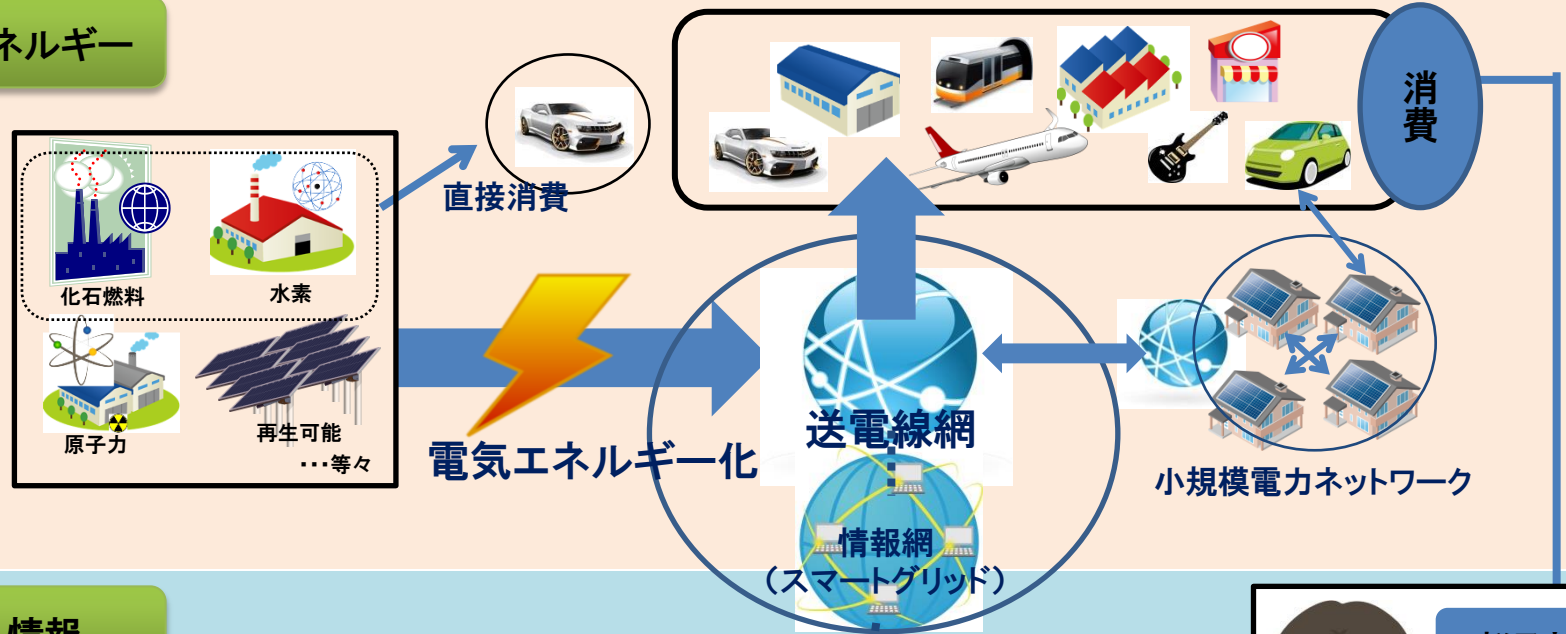 ネルギー
消費
直接消費
化石燃料
水素
原子力
再生可能
・・・等々
電気エネルギー化
送電線網
小規模電力ネットワーク
情報網
（スマートグリッド）
情報